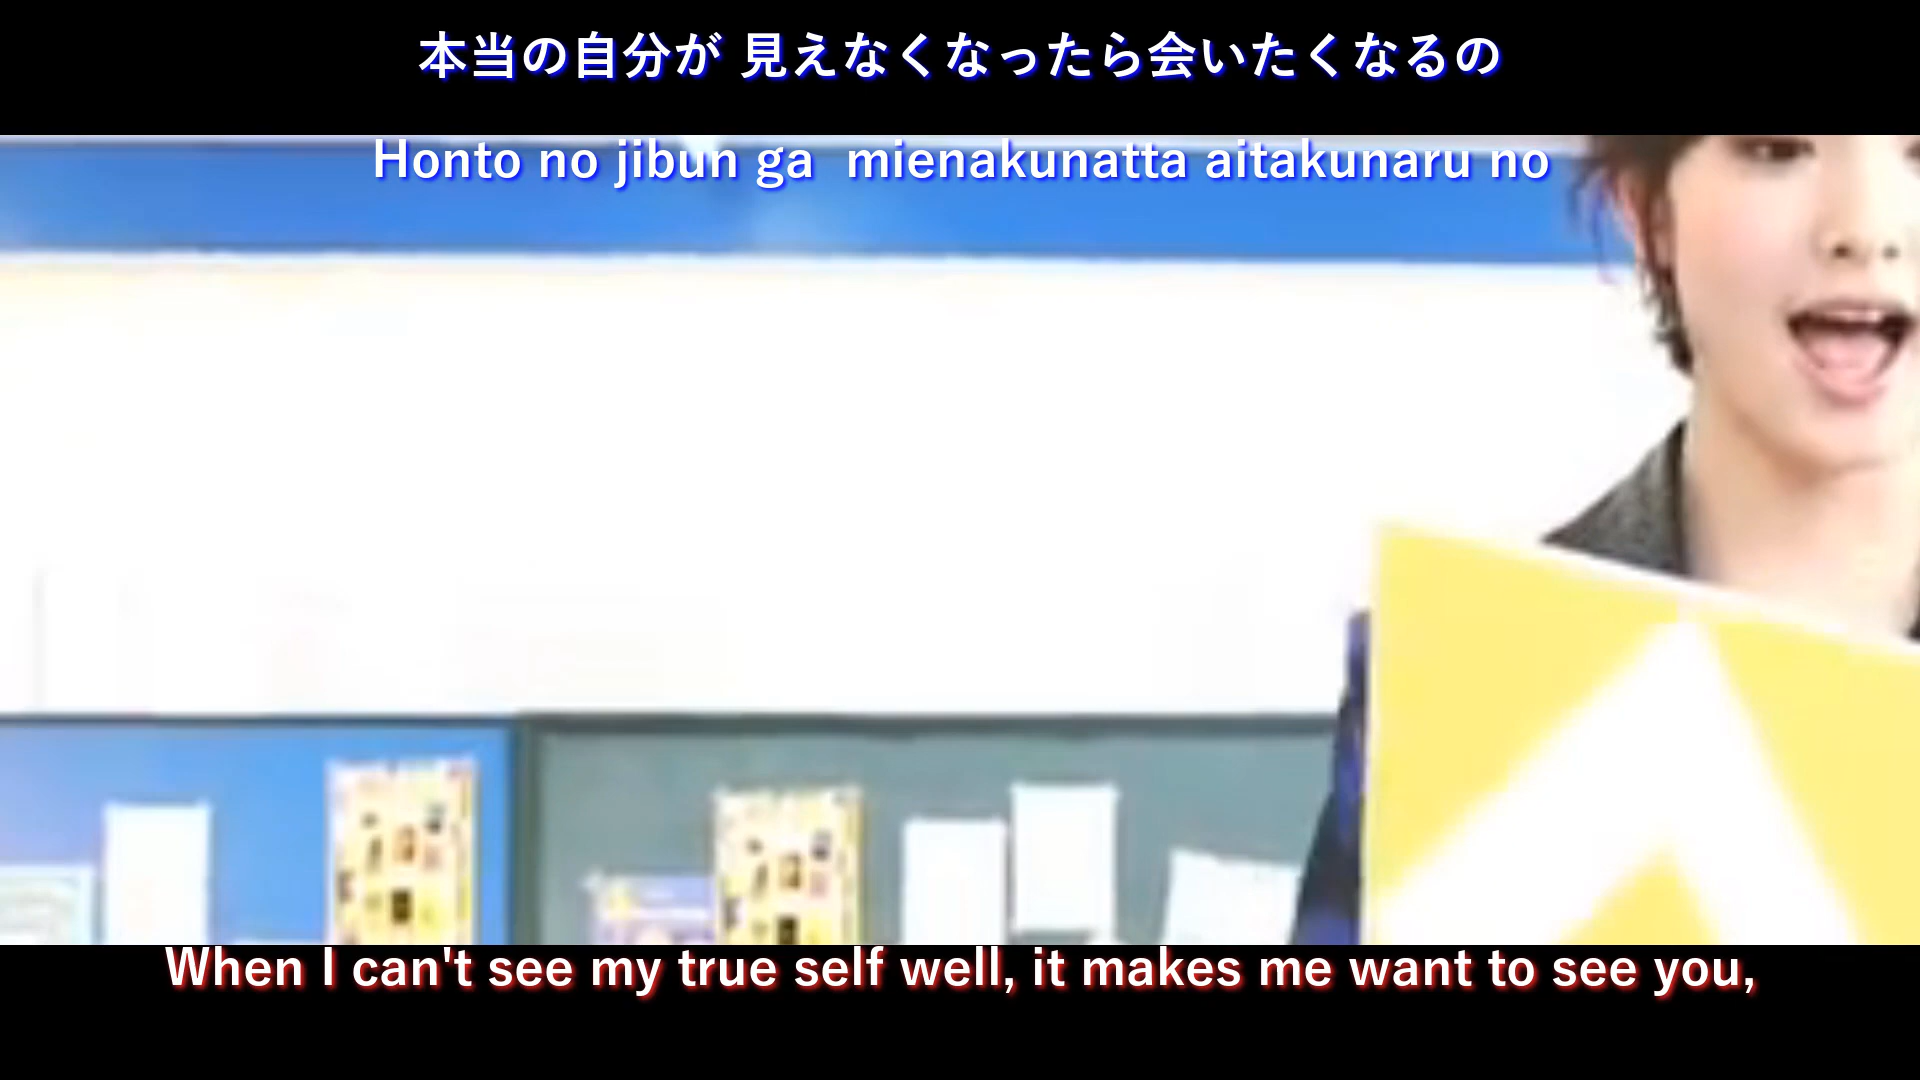 本当の自分が 見えなくなったら会いたくなるの
Honto no jibun ga  mienakunatta aitakunaru no
When I can't see my true self well, it makes me want to see you,